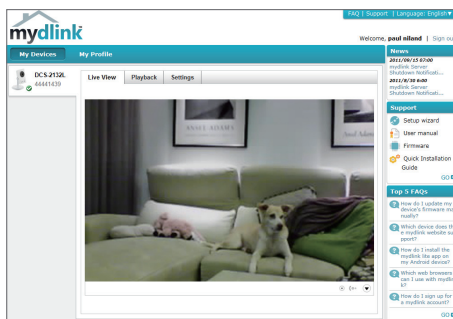 FAQ | Support | Language: English▼
mydlink
Welcome, paul niland | Sign ou
My Devices
My Profile
DCS-2132L
44441439
Live View
Playback
Settings
ANSEL ADAMS
News
2011/09/15 07:00
mydlink Server
Shutdown Notificati...
2011/8/30 6:00
mydlink Server
Shutdown Notificati...
Support
Setup wizard
User manual
Firmware
Quick Installation
Guide
GO
Top 5 FAQs
How do I update my
device's firmware ma
nually?
Which device does th
e mydlink website su
pport?
How do I install the
mydlink lite app on
my Android device?
Which web browsers
can I use with mydlin
k?
How do I sign up for
a mydlink account?
GO